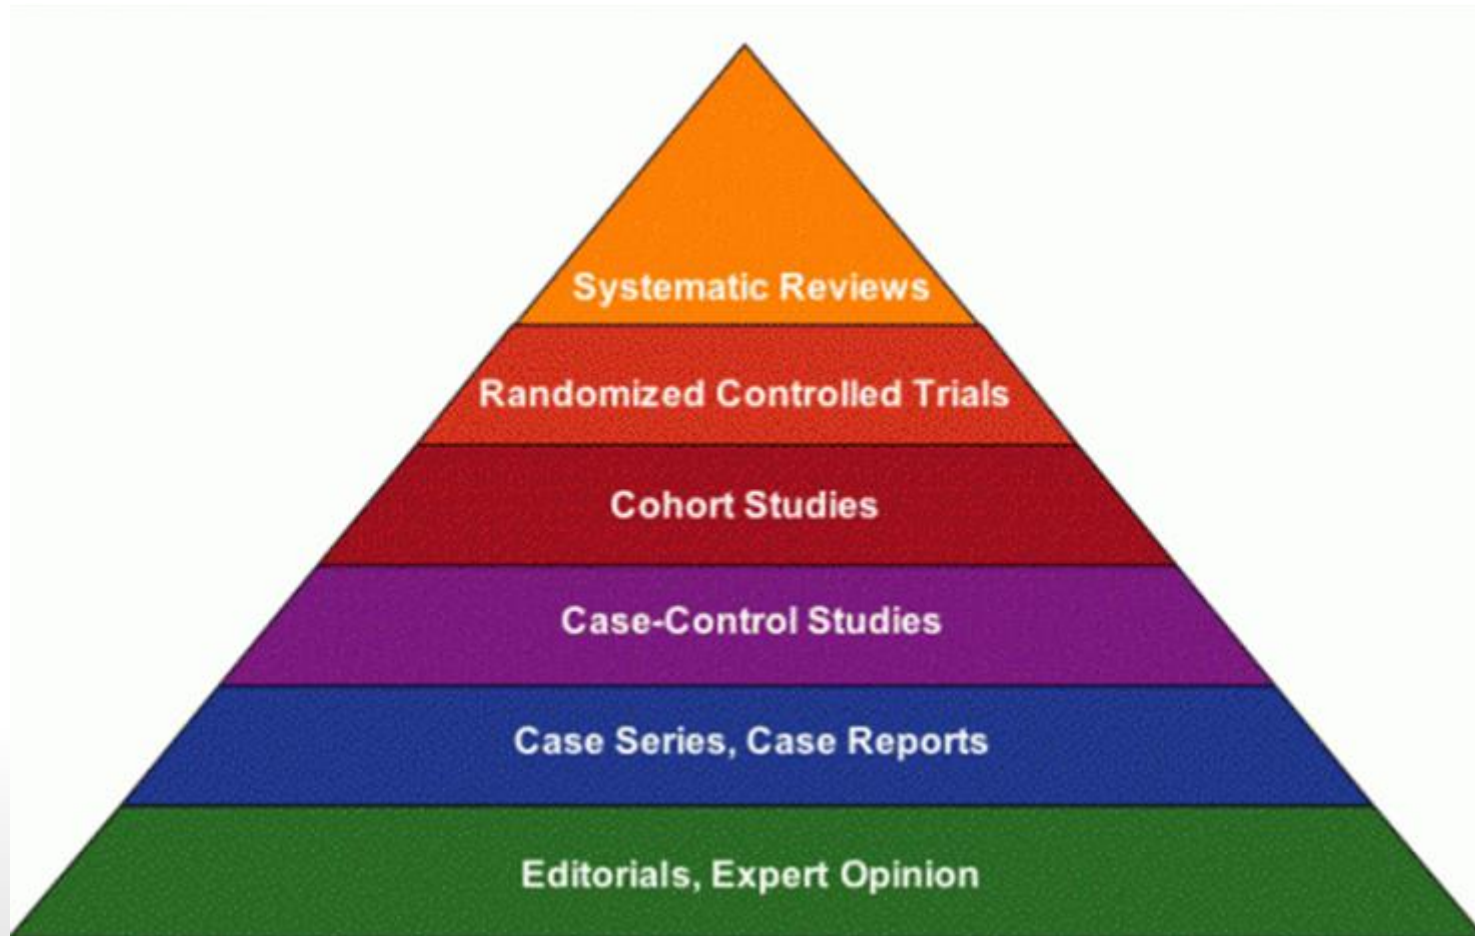 Systematic Reviews
Randomized Controlled Trials
Cohort Studies
Case-Control Studies
Case Series, Case Reports
Editorials, Expert Opinion